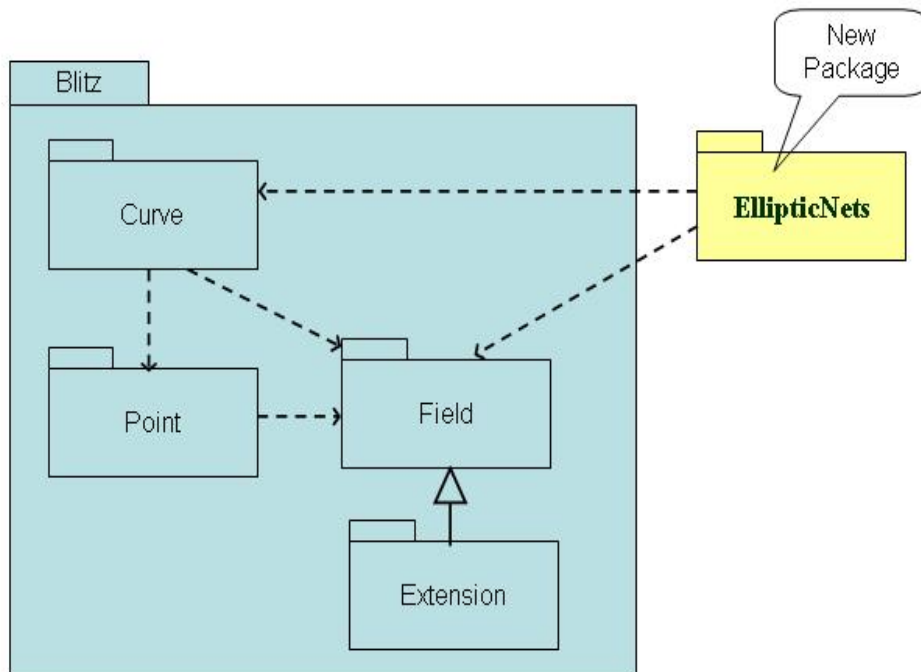 New
Package
Blitz
Curve
EllipticNets
Point
Field
Extension